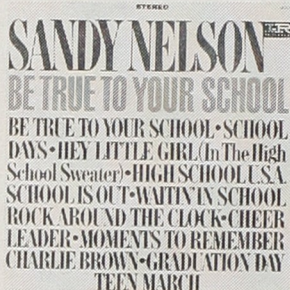 STEREO
SANDY NELSON
BE TRUE TO YOUR SCHOOL
BE TRUE TO YOUR SCHOOL•SCHOOL
DAYS•HEY LITTLE GIRL (In The High
School Sweater)•HIGH SCHOOL U.S.A.
SCHOOL IS OUT•WAITIN' IN SCHOOL
ROCK AROUND THE CLOCK•CHEER
LEADER•MOMENTS TO REMEMBER
CHARLIE BROWN•GRADUATION DAY
TEEN MARCH